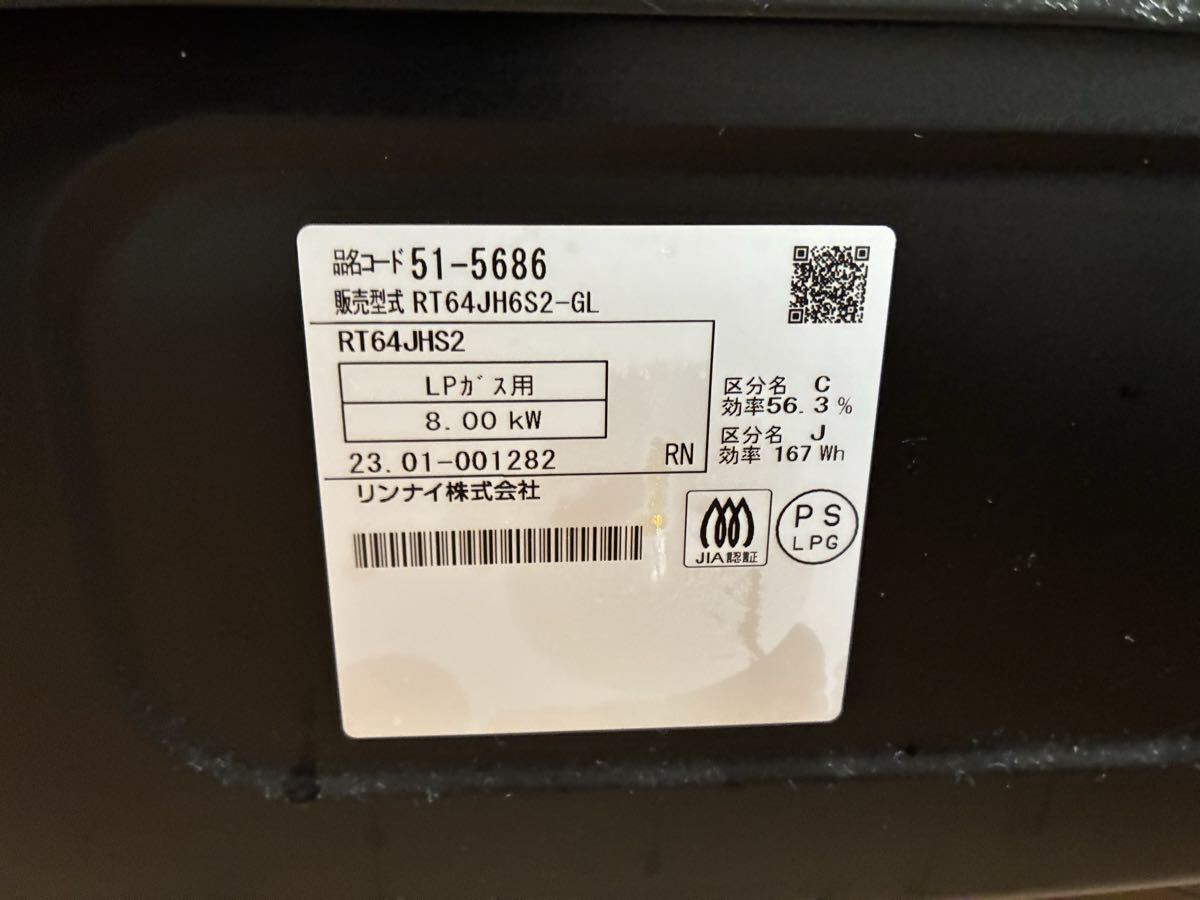 品名コード 51-5686
販売型式 RT64JH6S2-GL
RT64JHS2
LPガス用
8.00 kW
23.01-001282 RN
リンナイ株式会社
区分名 C
効率56.3 %
区分名 J
効率 167 Wh
JIA認証
PS
LPG